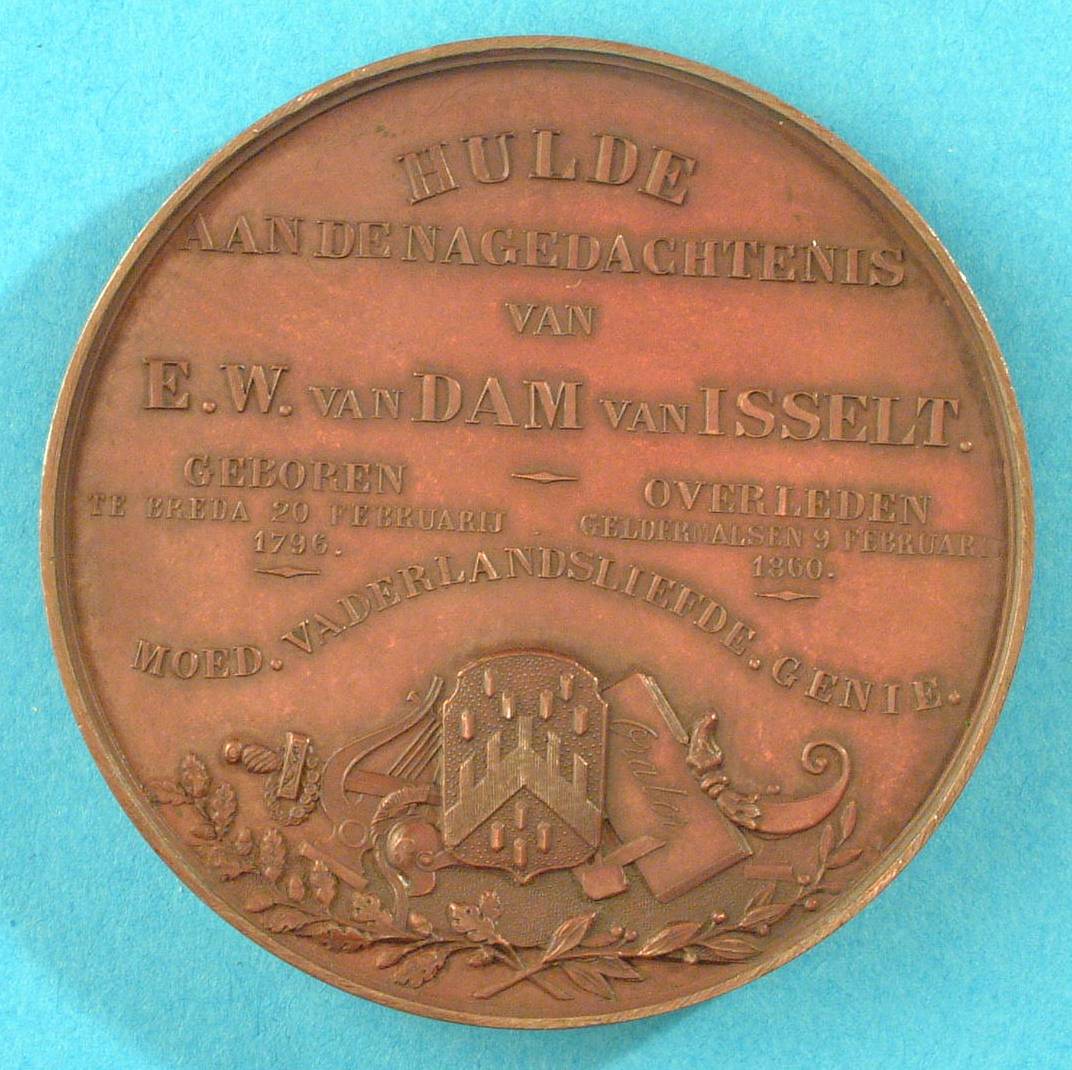 HULDE
AAN DE NAGEDACHTENIS
VAN
E.W. VAN DAM VAN ISSELT.
GEBOREN
TE BREDA 20 FEBRUARIJ
1796.
OVERLEDEN
GELDERMALSEN 9 FEBRUARI
1860.
MOED. VADERLANDSLIEFDE. GENIE.